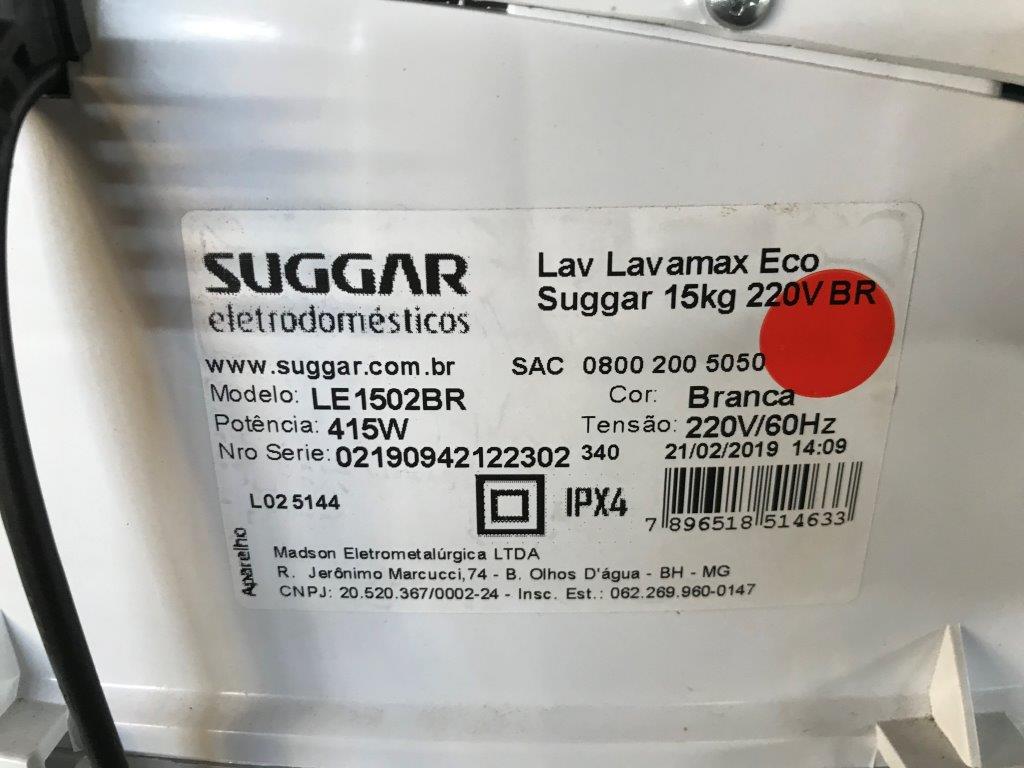 SUGGAR
eletrodomésticos
Lav Lavamax Eco
Suggar 15kg 220V BR
www.suggar.com.br SAC 0800 200 5050
Modelo: LE1502BR Cor: Branca
Potência: 415W Tensão: 220V/60Hz
Nro Serie: 02190942122302 340 21/02/2019 14:09
L025144 IPX4 7 896518 514633
Aparelho
Madson Eletrometalúrgica LTDA
R. Jerônimo Marcucci,74 - B. Olhos D'água - BH - MG
CNPJ: 20.520.367/0002-24 - Insc. Est.: 062.269.960-0147